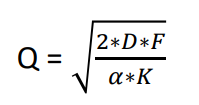 Q = √(2∗D∗F / α∗K)